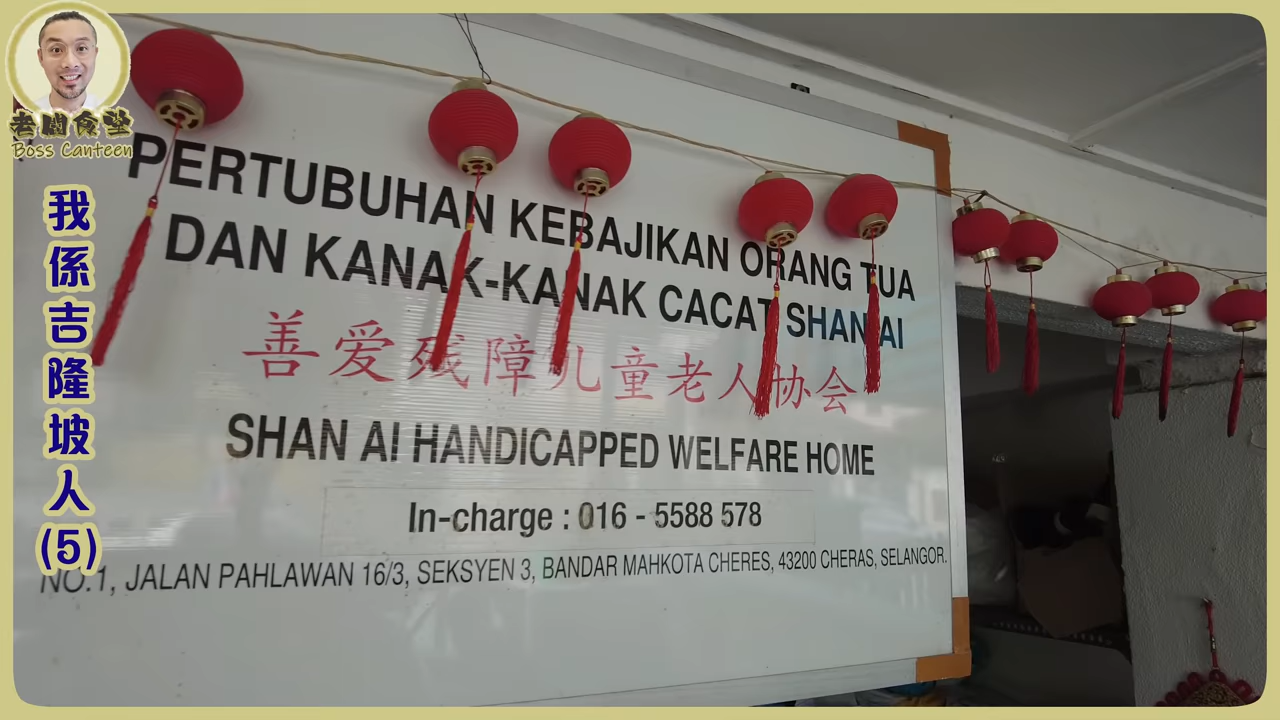 老闆食堂
Boss Canteen
我係吉隆坡人(5)
PERTUBUHAN KEBAJIKAN ORANG TUA
DAN KANAK-KANAK CACAT SHAN AI
善爱残障儿童老人协会
SHAN AI HANDICAPPED WELFARE HOME
In-charge : 016 - 5588 578
NO.1, JALAN PAHLAWAN 16/3, SEKSYEN 3, BANDAR MAHKOTA CHERES, 43200 CHERAS, SELANGOR.